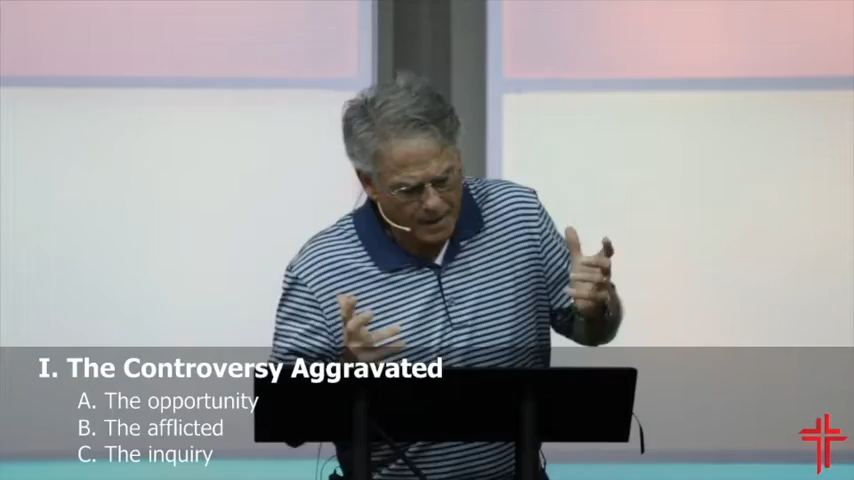 I. The Controversy Aggravated
A. The opportunity
B. The afflicted
C. The inquiry